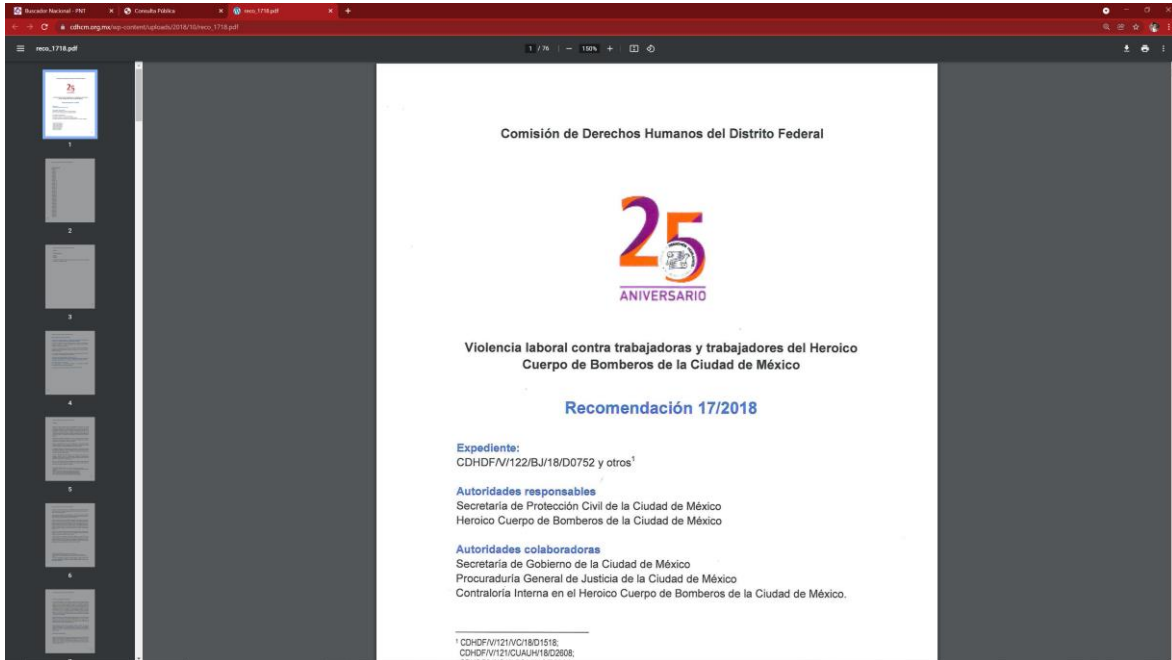 Buscador Nacional - PNT
Consulta Pública
reco_1718.pdf
cdhcm.org.mx/wp-content/uploads/2018/10/reco_1718.pdf
reco_1718.pdf
1 / 76
150%
1
2
3
4
5
6
Comisión de Derechos Humanos del Distrito Federal
25
ANIVERSARIO
Violencia laboral contra trabajadoras y trabajadores del Heroico
Cuerpo de Bomberos de la Ciudad de México
Recomendación 17/2018
Expediente:
CDHDF/V/122/BJ/18/D0752 y otros¹
Autoridades responsables
Secretaría de Protección Civil de la Ciudad de México
Heroico Cuerpo de Bomberos de la Ciudad de México
Autoridades colaboradoras
Secretaría de Gobierno de la Ciudad de México
Procuraduría General de Justicia de la Ciudad de México
Contraloría Interna en el Heroico Cuerpo de Bomberos de la Ciudad de México.
¹ CDHDF/V/121/VC/18/D1518;
CDHDF/V/121/CUAUH/18/D2608;